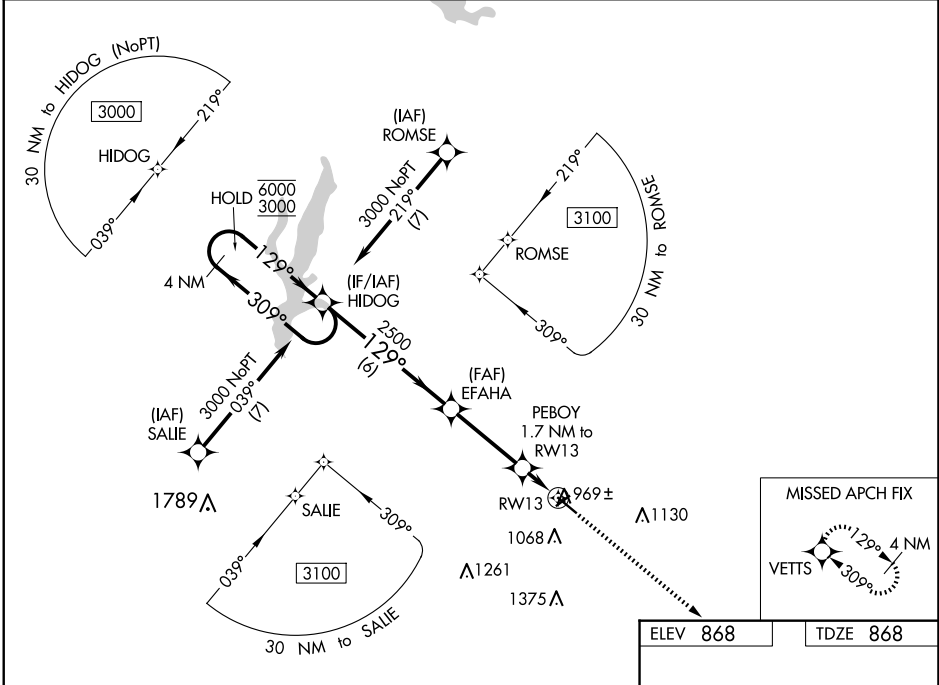 30 NM to HIDOG (NoPT)
3000
219°
HIDOG
039°
(IAF)
ROMSE
3000 NoPT
219°
(7)
219°
3100
ROMSE
30 NM to ROMSE
309°
HOLD
6000
3000
129°
4 NM
309°
(IF/IAF)
HIDOG
2500
129°
(6)
(FAF)
EFAHA
3000 NoPT
039°
(7)
(IAF)
SALIE
PEBOY
1.7 NM to
RW13
RW13
969±
1789
SALIE
309°
039°
3100
30 NM to SALIE
1130
1068
1261
1375
MISSED APCH FIX
129°
4 NM
VETTS
309°
ELEV 868
TDZE 868